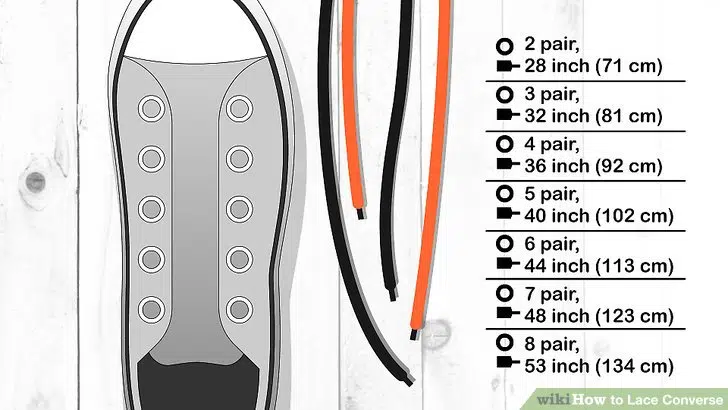 2 pair,
28 inch (71 cm)
3 pair,
32 inch (81 cm)
4 pair,
36 inch (92 cm)
5 pair,
40 inch (102 cm)
6 pair,
44 inch (113 cm)
7 pair,
48 inch (123 cm)
8 pair,
53 inch (134 cm)
wikiHow to Lace Converse